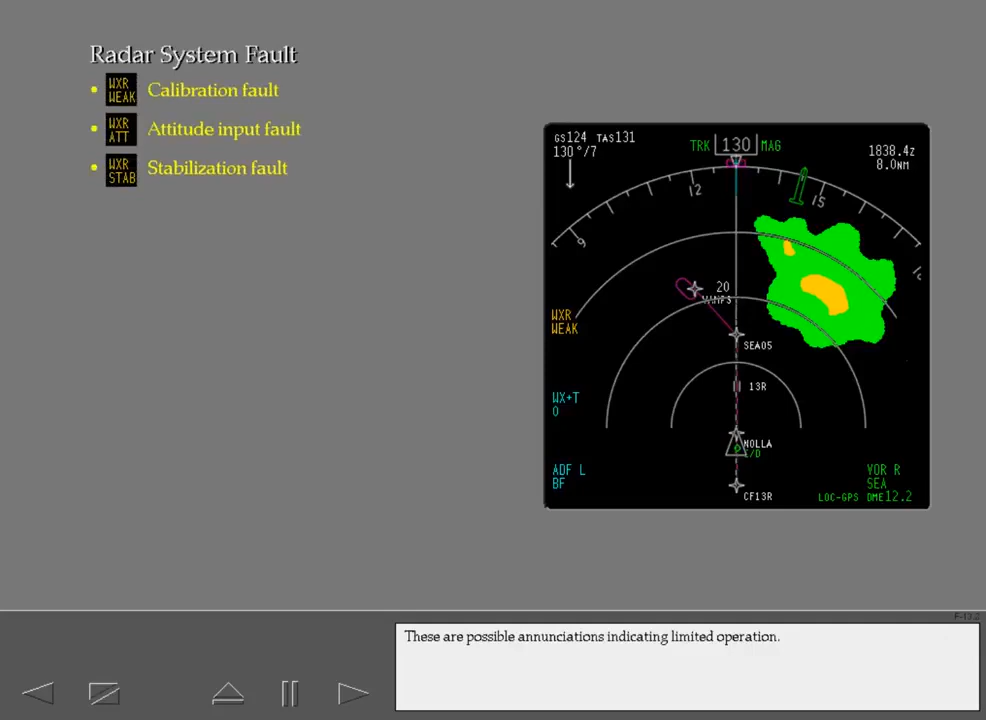 Radar System Fault
• WXR WEAK Calibration fault
• WXR ATT Attitude input fault
• WXR STAB Stabilization fault
GS124 TAS131
130°/7
TRK 130 MAG
1838.4z
8.0NM
9
12
15
20
SEA05
WXR
WEAK
13R
WX+T
0
NOLLA
ADF L
BF
VOR R
SEA
CF13R
LOC-GPS DME12.2
These are possible annunciations indicating limited operation.